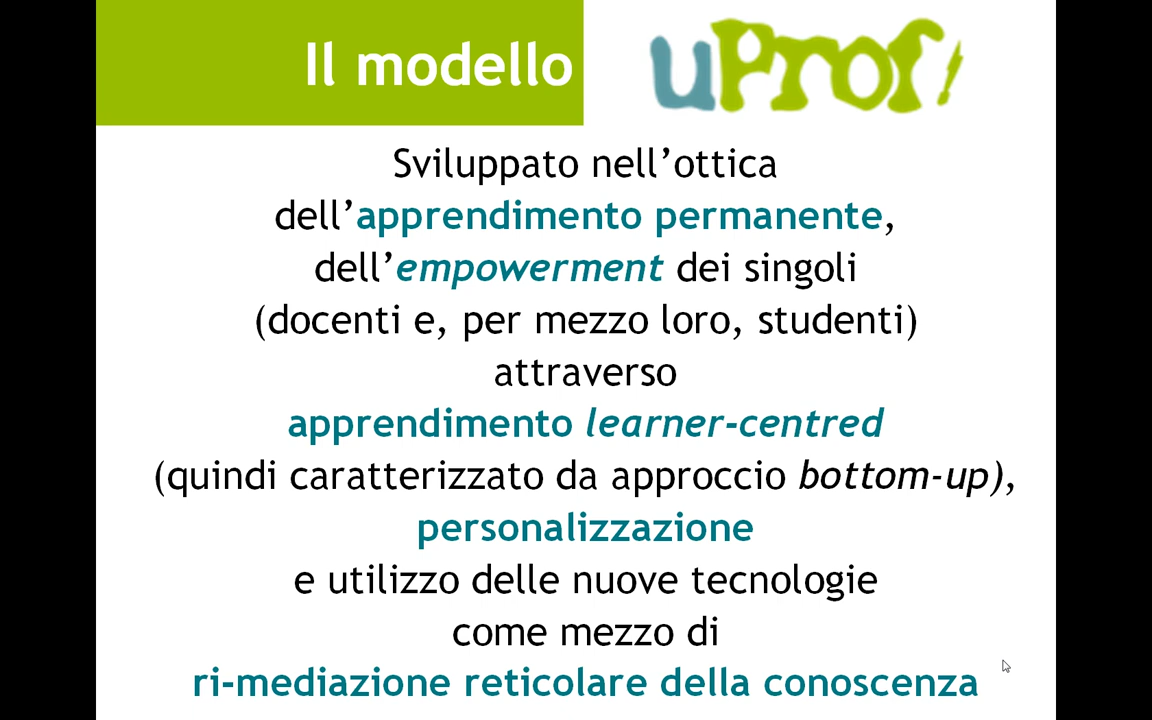 Il modello
uProf!
Sviluppato nell’ottica
dell’apprendimento permanente,
dell’empowerment dei singoli
(docenti e, per mezzo loro, studenti)
attraverso
apprendimento learner-centred
(quindi caratterizzato da approccio bottom-up),
personalizzazione
e utilizzo delle nuove tecnologie
come mezzo di
ri-mediazione reticolare della conoscenza